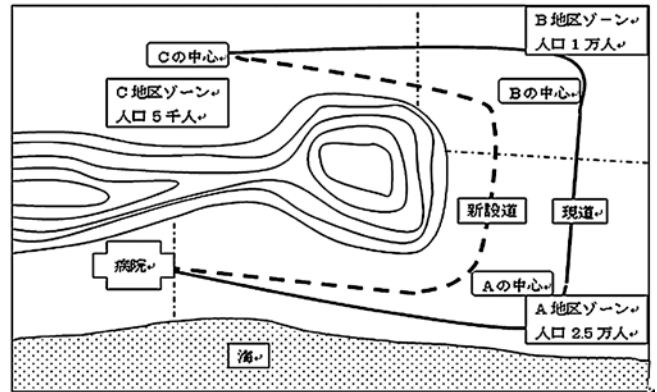 B地区ゾーン
人口1万人
Cの中心
C地区ゾーン
人口5千人
Bの中心
新設道
現道
病院
Aの中心
A地区ゾーン
人口2.5万人
海